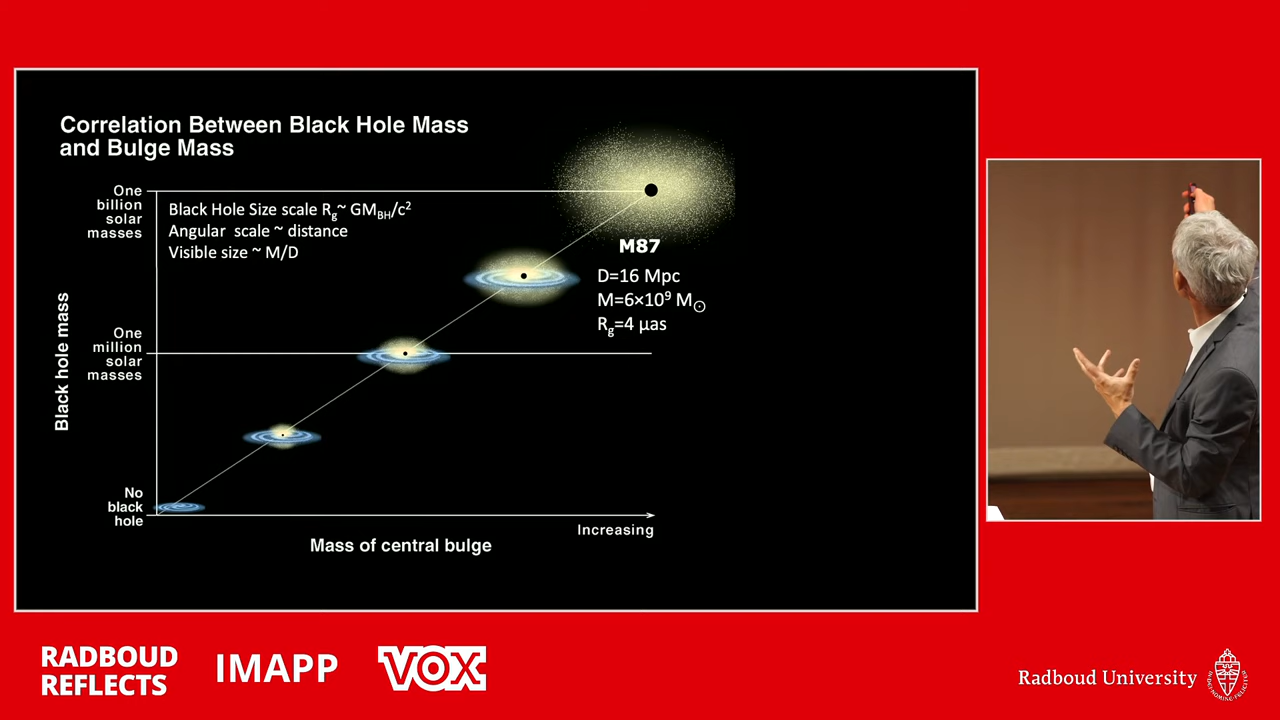 Correlation Between Black Hole Mass
and Bulge Mass
One
billion
solar
masses
Black Hole Size scale Rg~ GMBH/c²
Angular scale ~ distance
Visible size ~ M/D
M87
D=16 Mpc
M=6×10⁹ M☉
Rg=4 µas
One
million
solar
masses
Black hole mass
No
black
hole
Increasing
Mass of central bulge
RADBOUD
REFLECTS
IMAPP
VOX
Radboud University